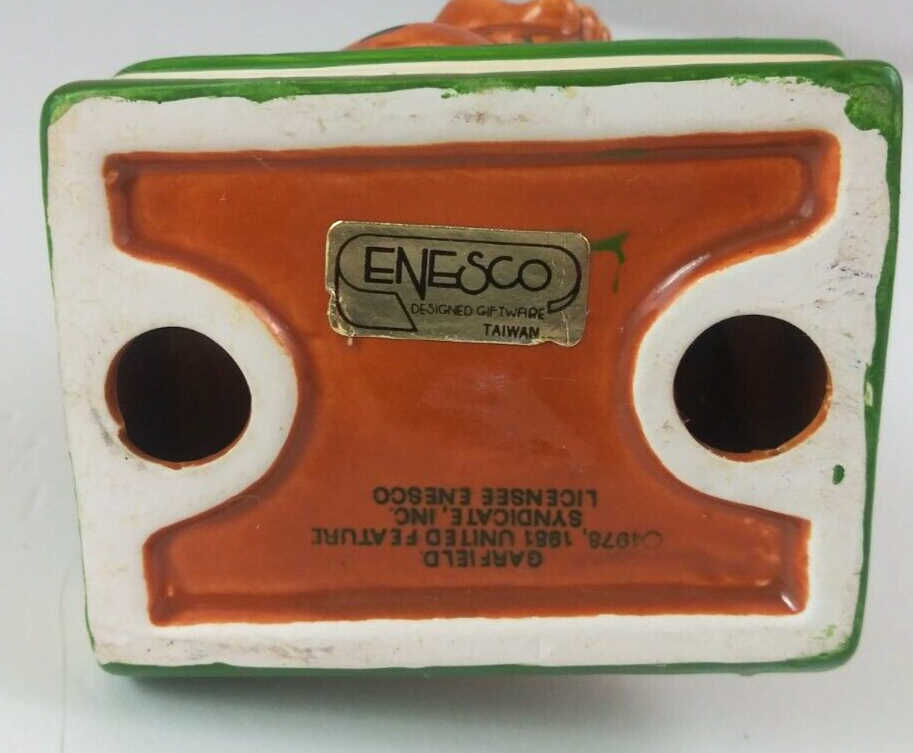 ENESCO
DESIGNED GIFTWARE
TAIWAN
GARFIELD
©1978, 1981 UNITED FEATURE
SYNDICATE, INC.
LICENSEE ENESCO